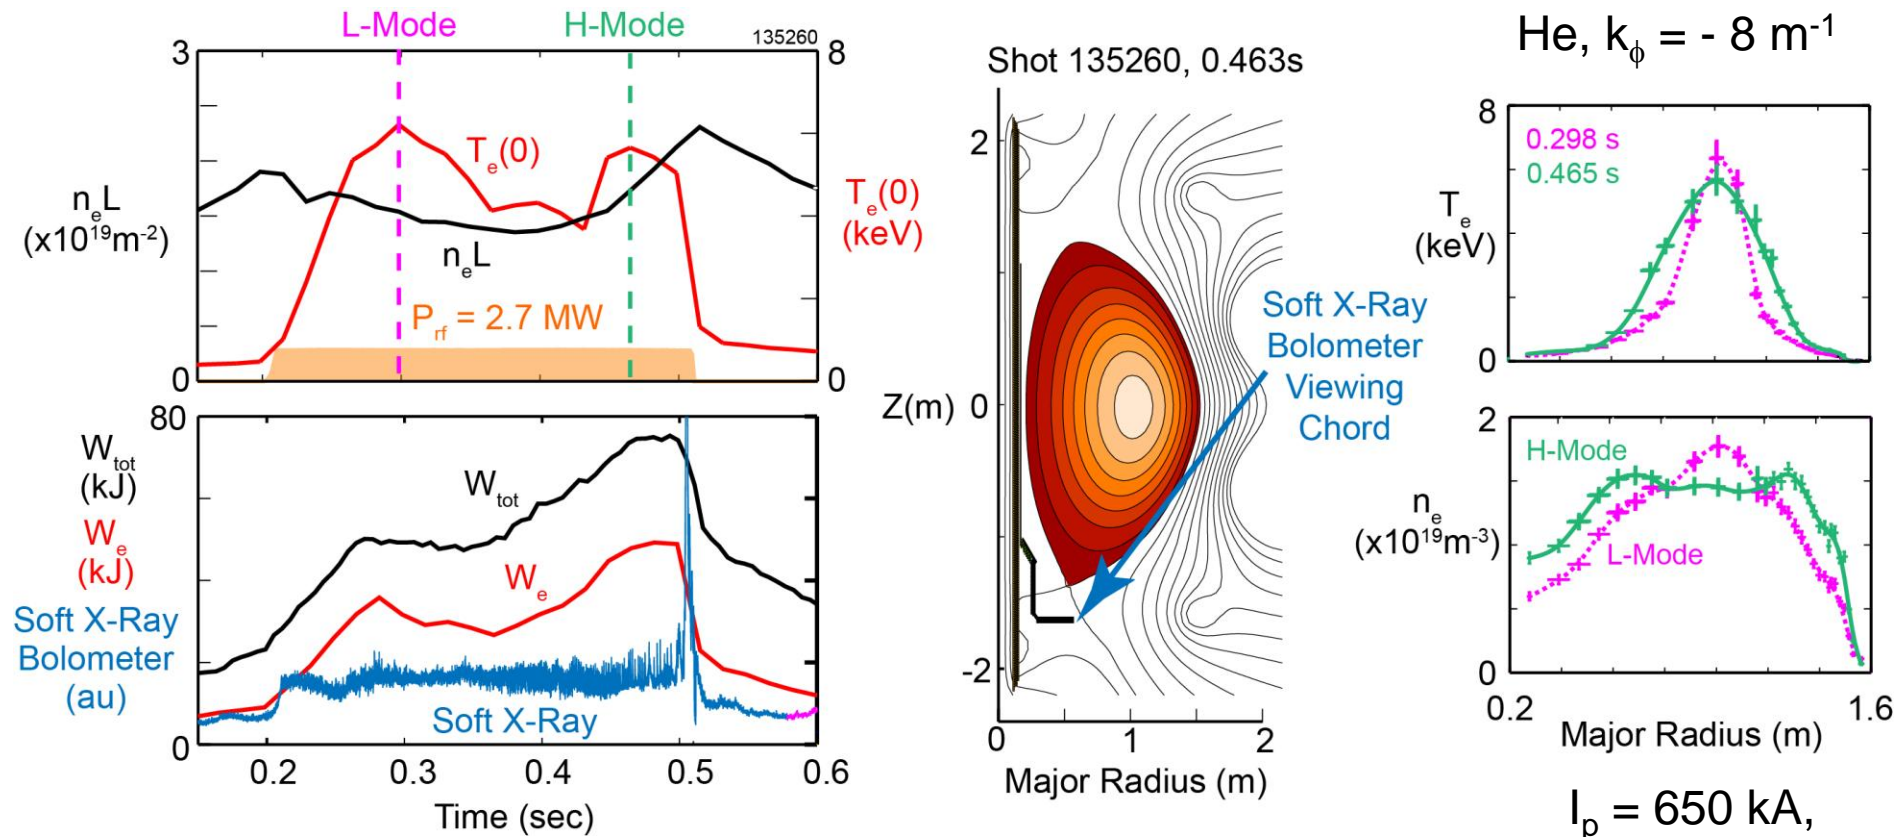 L-Mode
H-Mode
135260
3
8
n_e L
(x10^19 m^-2)
T_e(0)
n_e L
T_e(0)
(keV)
P_rf = 2.7 MW
0
0
80
W_tot
(kJ)
W_e
(kJ)
Soft X-Ray
Bolometer
(au)
W_tot
W_e
Soft X-Ray
0
0.2
0.3
0.4
0.5
0.6
Time (sec)
Shot 135260, 0.463s
2
Z(m)
0
-2
Soft X-Ray
Bolometer
Viewing
Chord
0
1
2
Major Radius (m)
He, k_ϕ = - 8 m^-1
8
0.298 s
0.465 s
T_e
(keV)
0
2
H-Mode
n_e
(x10^19 m^-3)
L-Mode
0
0.2
1.6
Major Radius (m)
I_p = 650 kA,